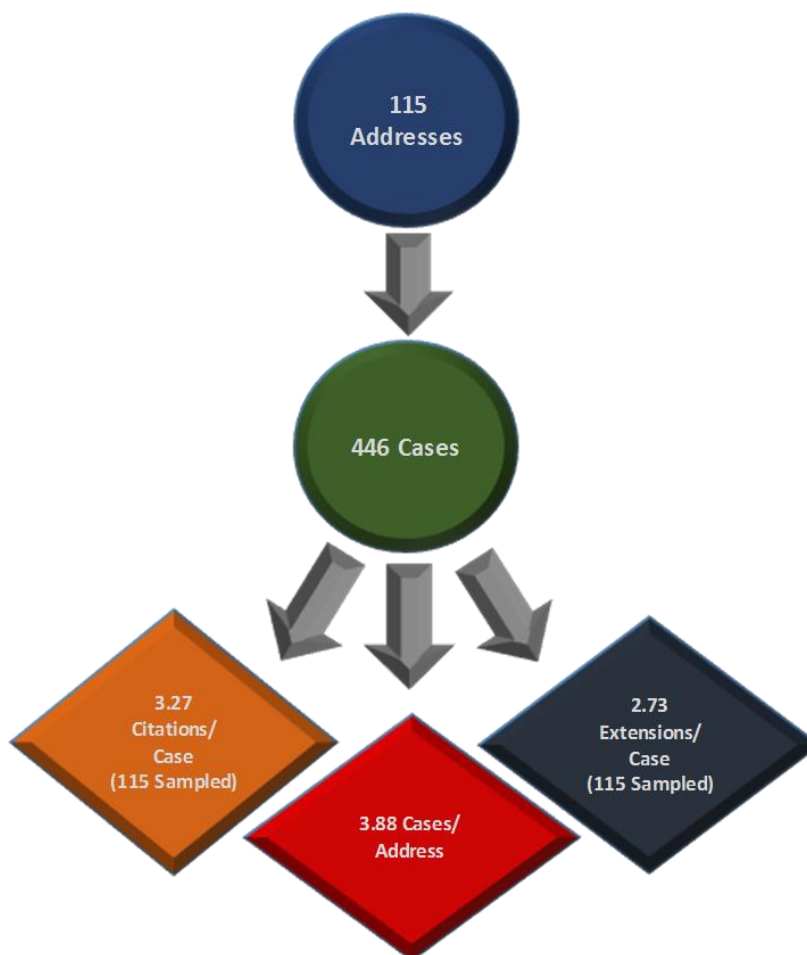 115
Addresses
446 Cases
3.27
Citations/
Case
(115 Sampled)
3.88 Cases/
Address
2.73
Extensions/
Case
(115 Sampled)